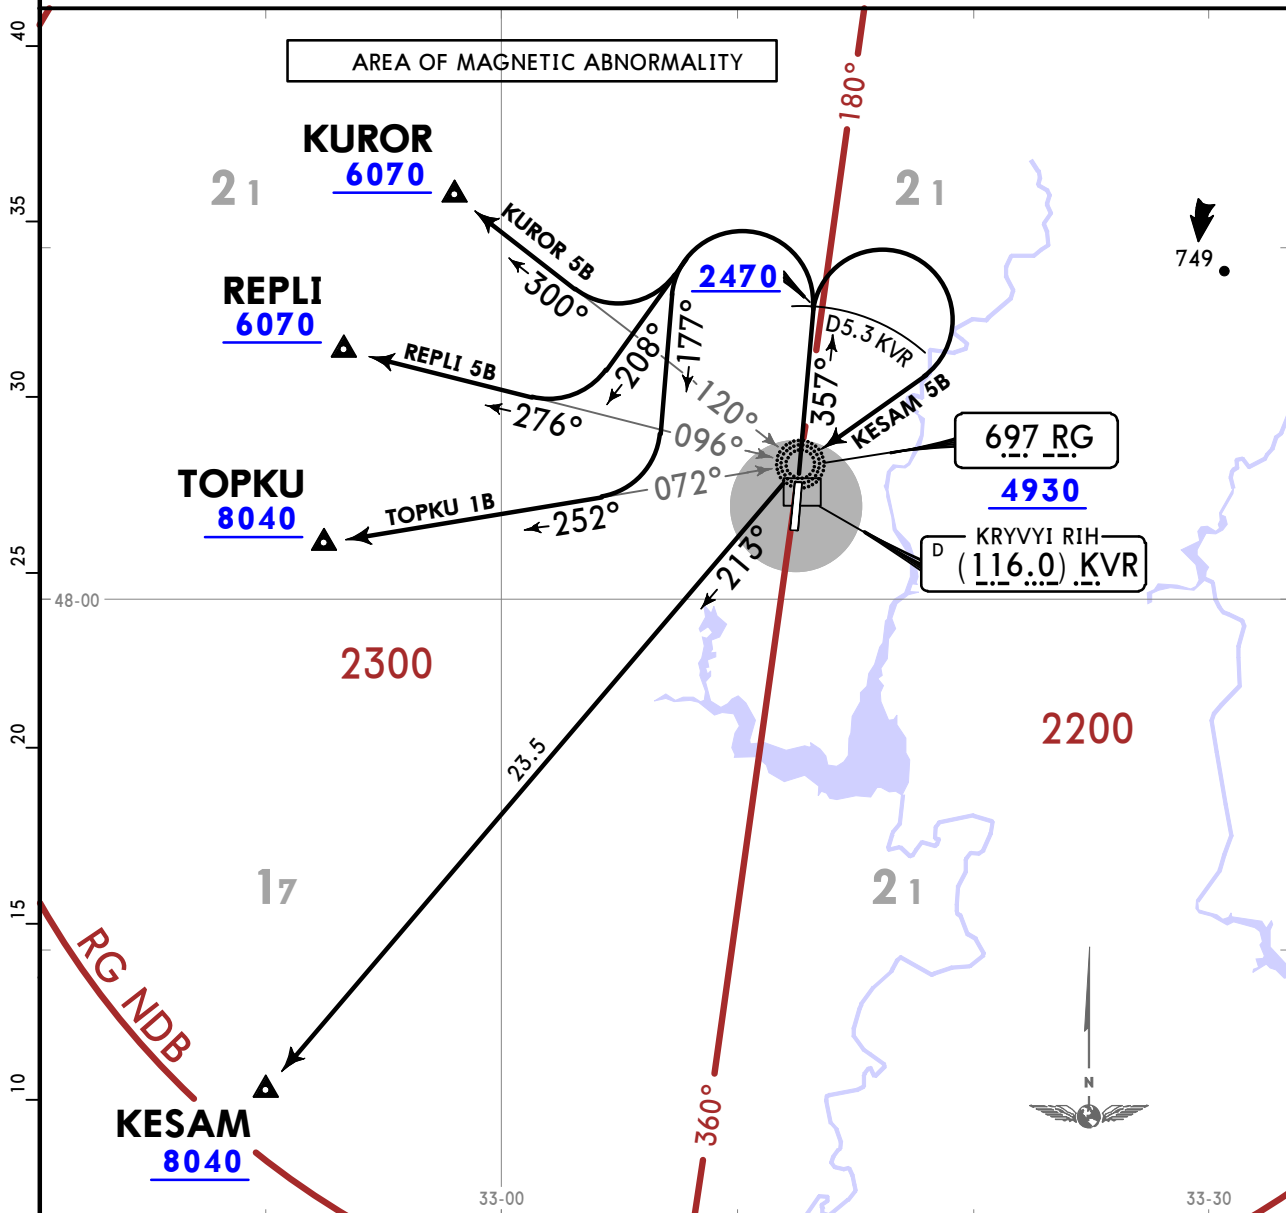 40
AREA OF MAGNETIC ABNORMALITY
180°
KUROR
6070
21
21
35
KUROR 5B
300°
749
2470
REPLI
6070
177°
D5.3 KVR
208°
357°
30
REPLI 5B
276°
120°
KESAM 5B
096°
697 RG
4930
TOPKU
8040
TOPKU 1B
072°
252°
213°
KRYVYI RIH
D (116.0) KVR
25
48-00
2300
2200
20
23.5
17
21
15
RG NDB
10
N
KESAM
8040
360°
33-00
33-30